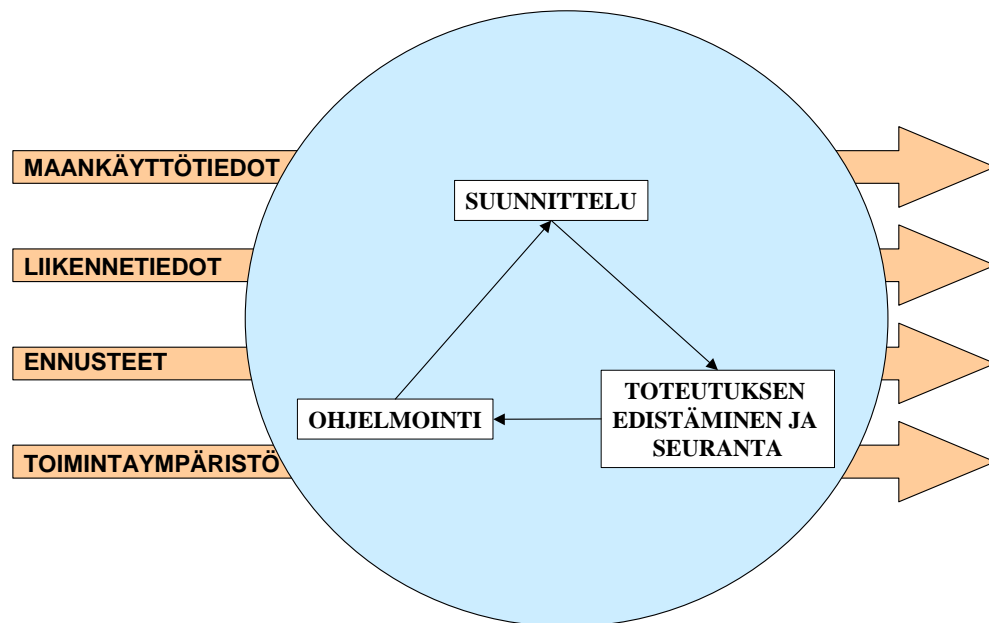 MAANKÄYTTÖTIEDOT
SUUNNITTELU
LIIKENNETIEDOT
ENNUSTEET
OHJELMOINTI
TOTEUTUKSEN
EDISTÄMINEN JA
SEURANTA
TOIMINTAYMPÄRISTÖ